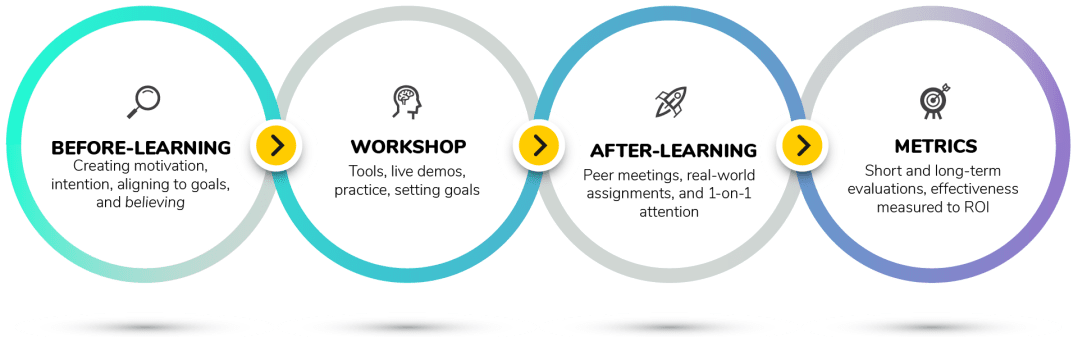 BEFORE-LEARNING
Creating motivation,
intention, aligning to goals,
and believing
WORKSHOP
Tools, live demos,
practice, setting goals
AFTER-LEARNING
Peer meetings, real-world
assignments, and 1-on-1
attention
METRICS
Short and long-term
evaluations, effectiveness
measured to ROI